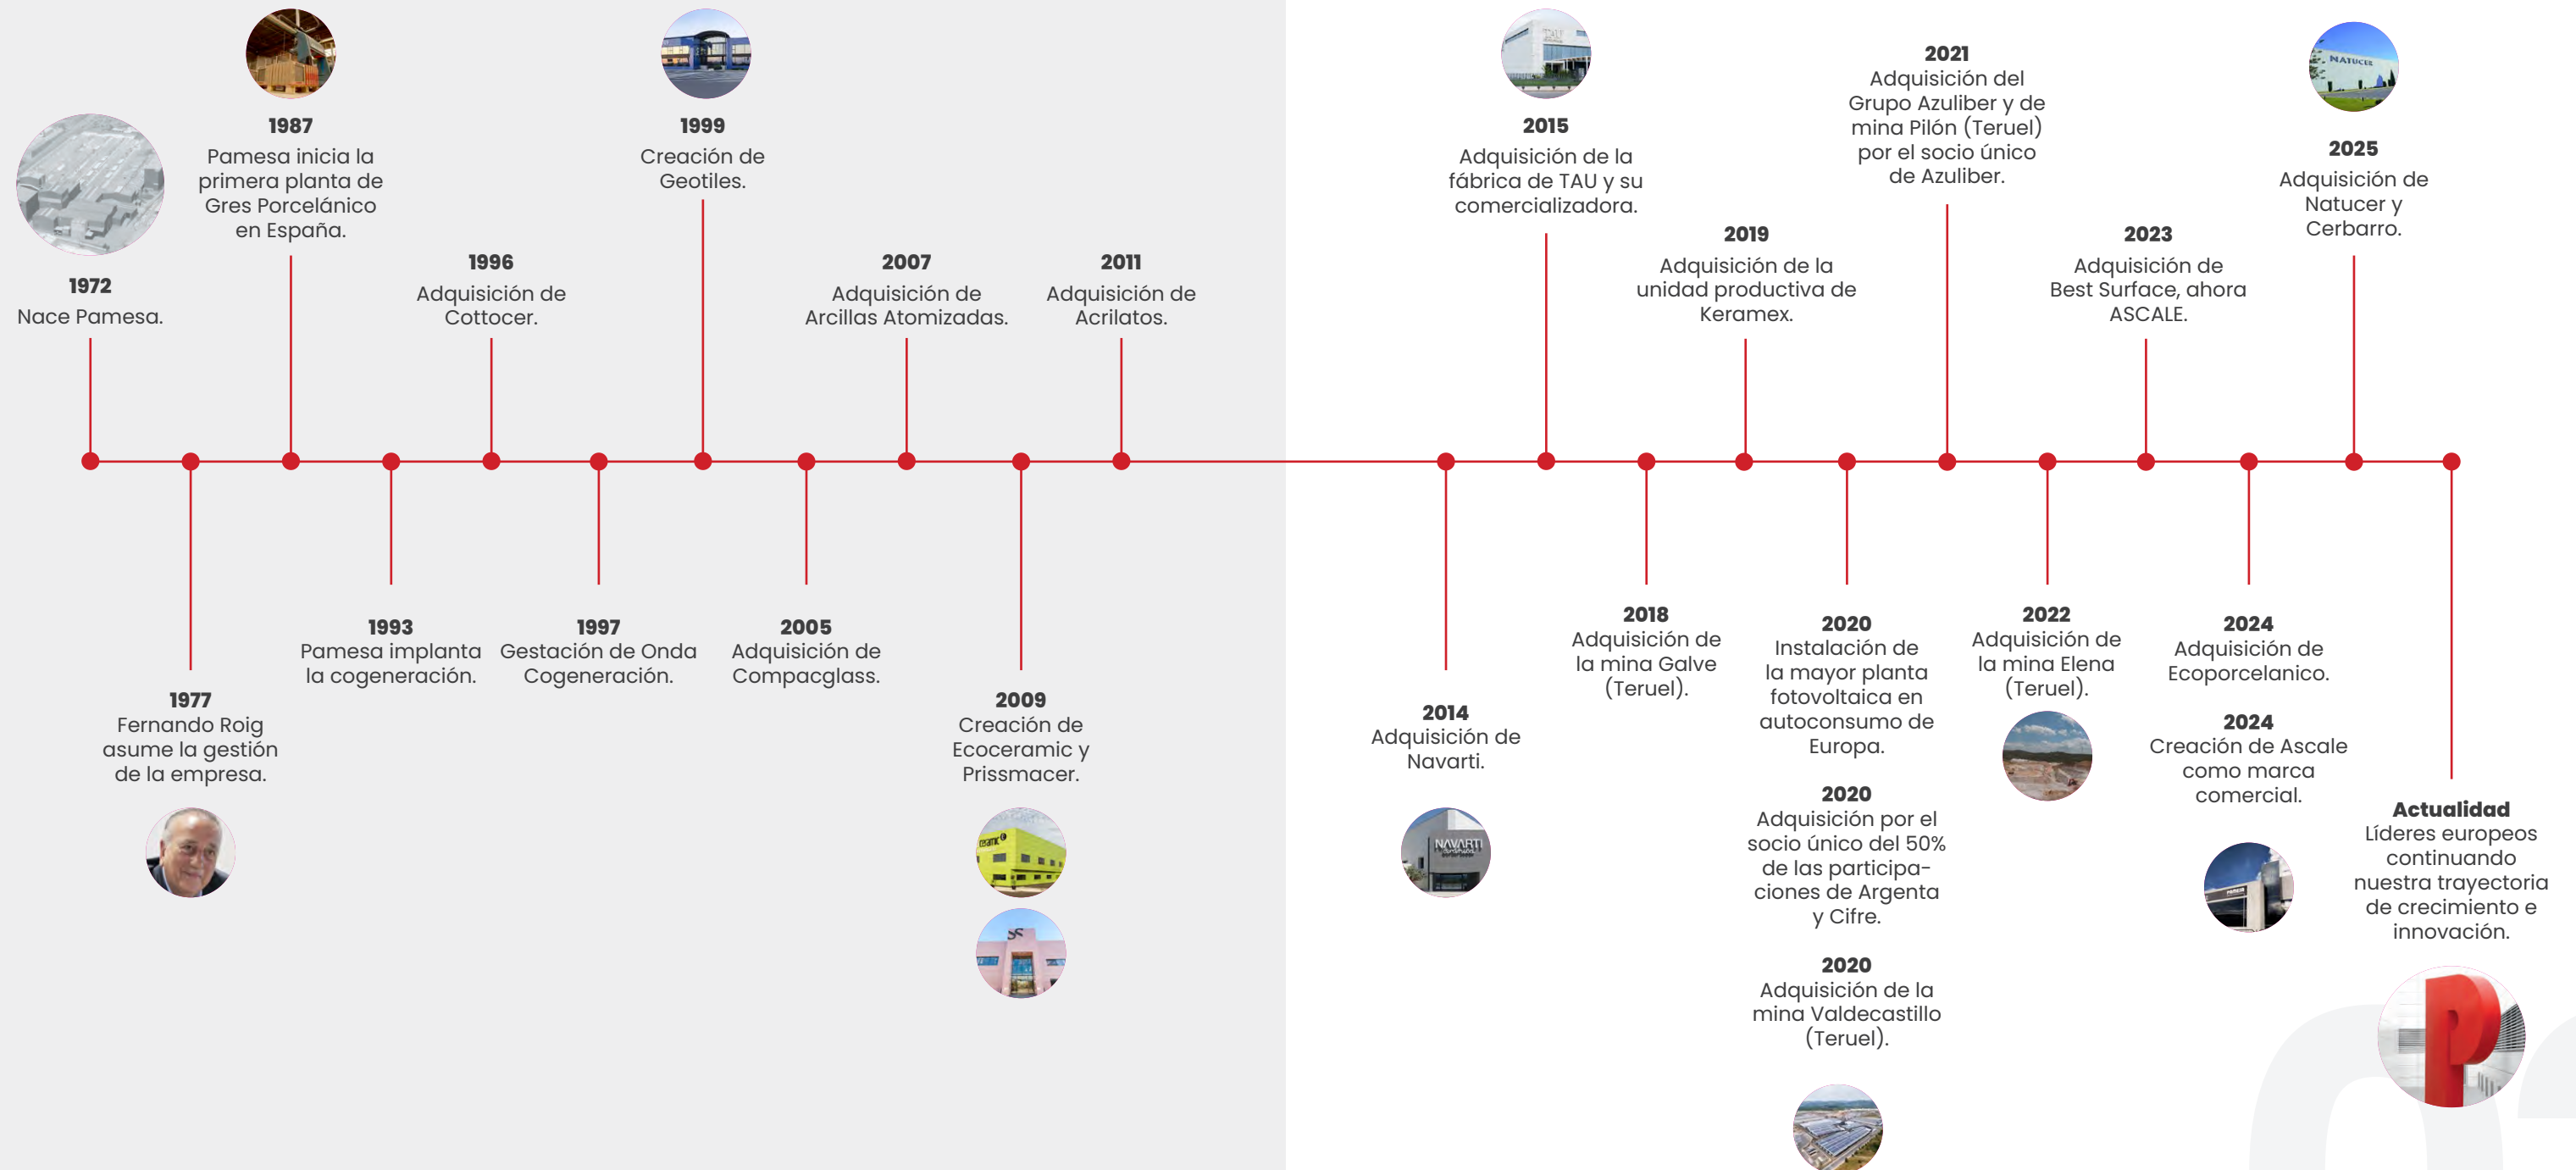 1972
Nace Pamesa.
1977
Fernando Roig
asume la gestión
de la empresa.
1987
Pamesa inicia la
primera planta de
Gres Porcelánico
en España.
1993
Pamesa implanta
la cogeneración.
1996
Adquisición de
Cottocer.
1997
Gestación de Onda
Cogeneración.
1999
Creación de
Geotiles.
2005
Adquisición de
Compacglass.
2007
Adquisición de
Arcillas Atomizadas.
2009
Creación de
Ecoceramic y
Prissmacer.
2011
Adquisición de
Acrilatos.
2014
Adquisición de
Navarti.
NAVARTI
TAU
2015
Adquisición de la
fábrica de TAU y su
comercializadora.
2018
Adquisición de
la mina Galve
(Teruel).
2019
Adquisición de la
unidad productiva de
Keramex.
2020
Instalación de
la mayor planta
fotovoltaica en
autoconsumo de
Europa.
2020
Adquisición por el
socio único del 50%
de las participa-
ciones de Argenta
y Cifre.
2020
Adquisición de la
mina Valdecastillo
(Teruel).
2021
Adquisición del
Grupo Azuliber y de
mina Pilón (Teruel)
por el socio único
de Azuliber.
2022
Adquisición de
la mina Elena
(Teruel).
2023
Adquisición de
Best Surface, ahora
ASCALE.
2024
Adquisición de
Ecoporcelanico.
2024
Creación de Ascale
como marca
comercial.
NATUCER
2025
Adquisición de
Natucer y
Cerbarro.
Actualidad
Líderes europeos
continuando
nuestra trayectoria
de crecimiento e
innovación.
P